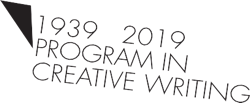 1939 2019
PROGRAM IN
CREATIVE WRITING